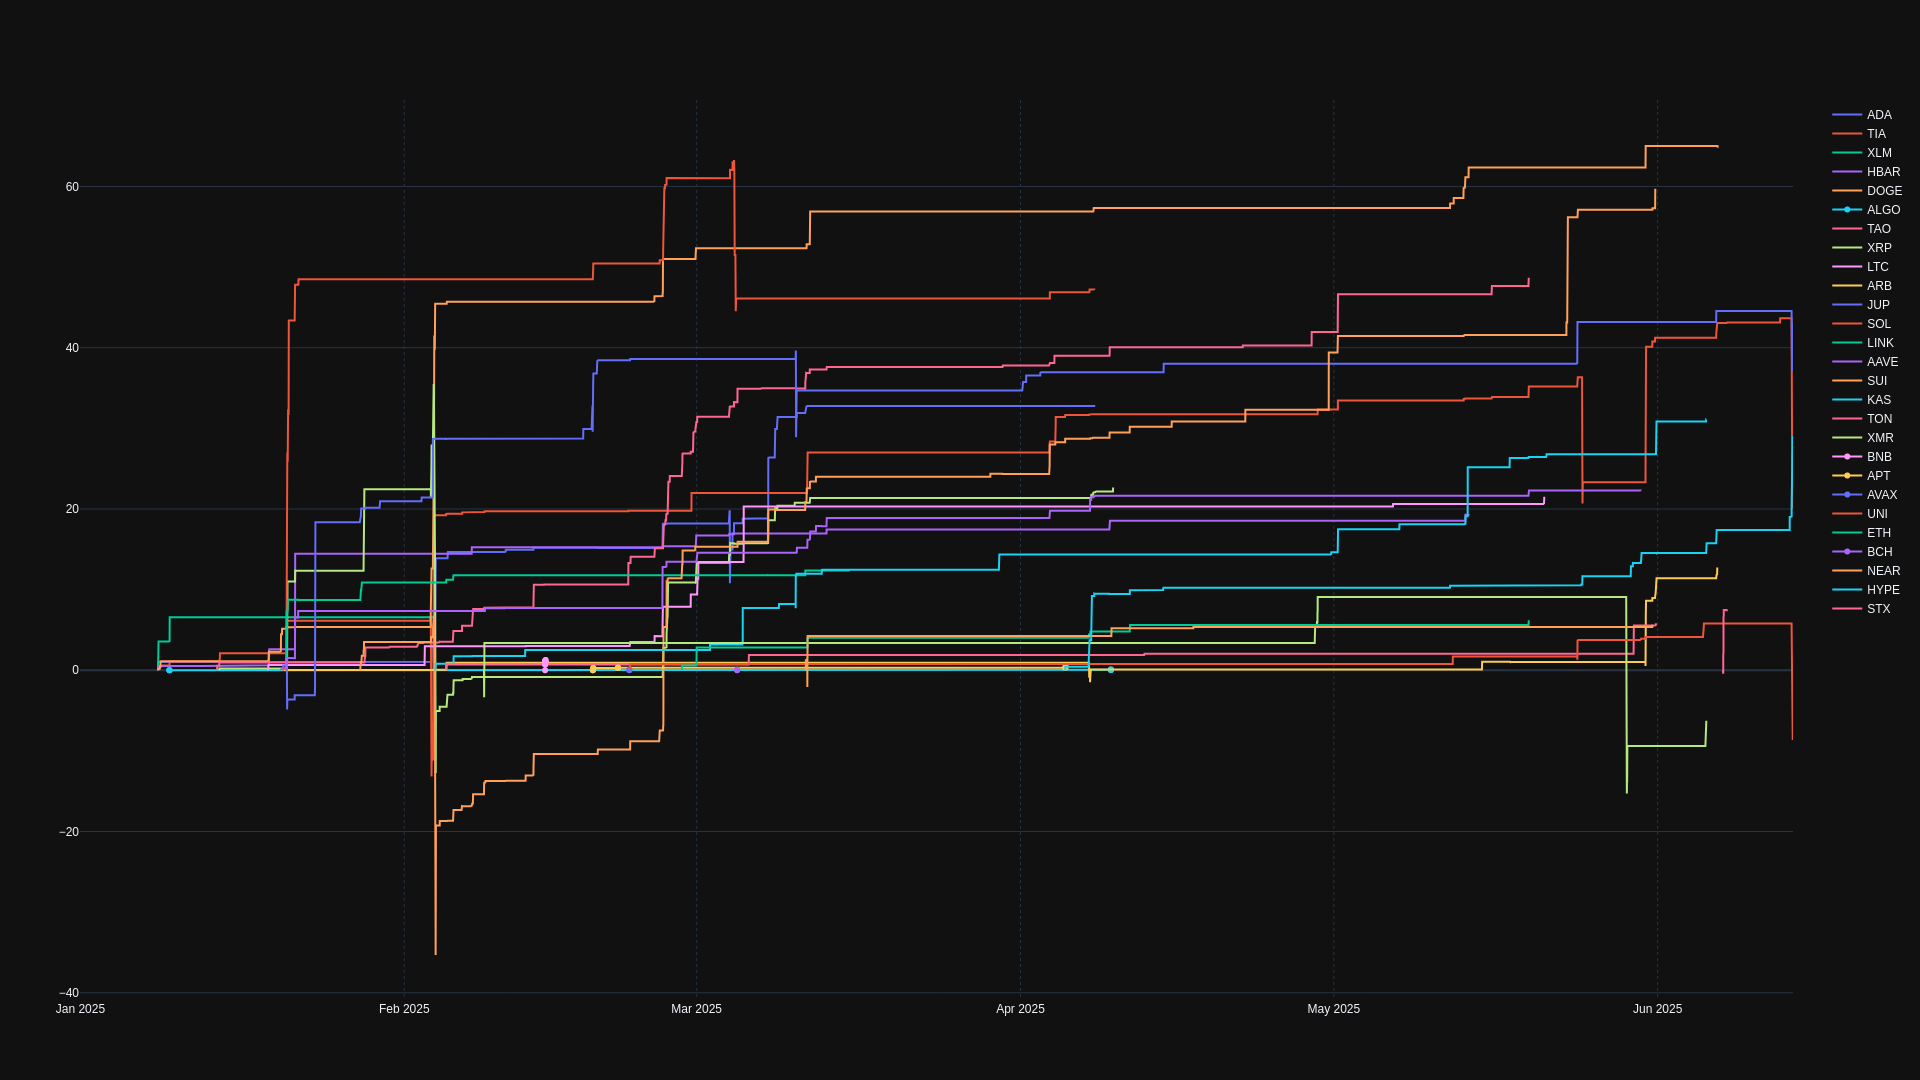 60
40
20
0
−20
−40
Jan 2025
Feb 2025
Mar 2025
Apr 2025
May 2025
Jun 2025
ADA
TIA
XLM
HBAR
DOGE
ALGO
TAO
XRP
LTC
ARB
JUP
SOL
LINK
AAVE
SUI
KAS
TON
XMR
BNB
APT
AVAX
UNI
ETH
BCH
NEAR
HYPE
STX